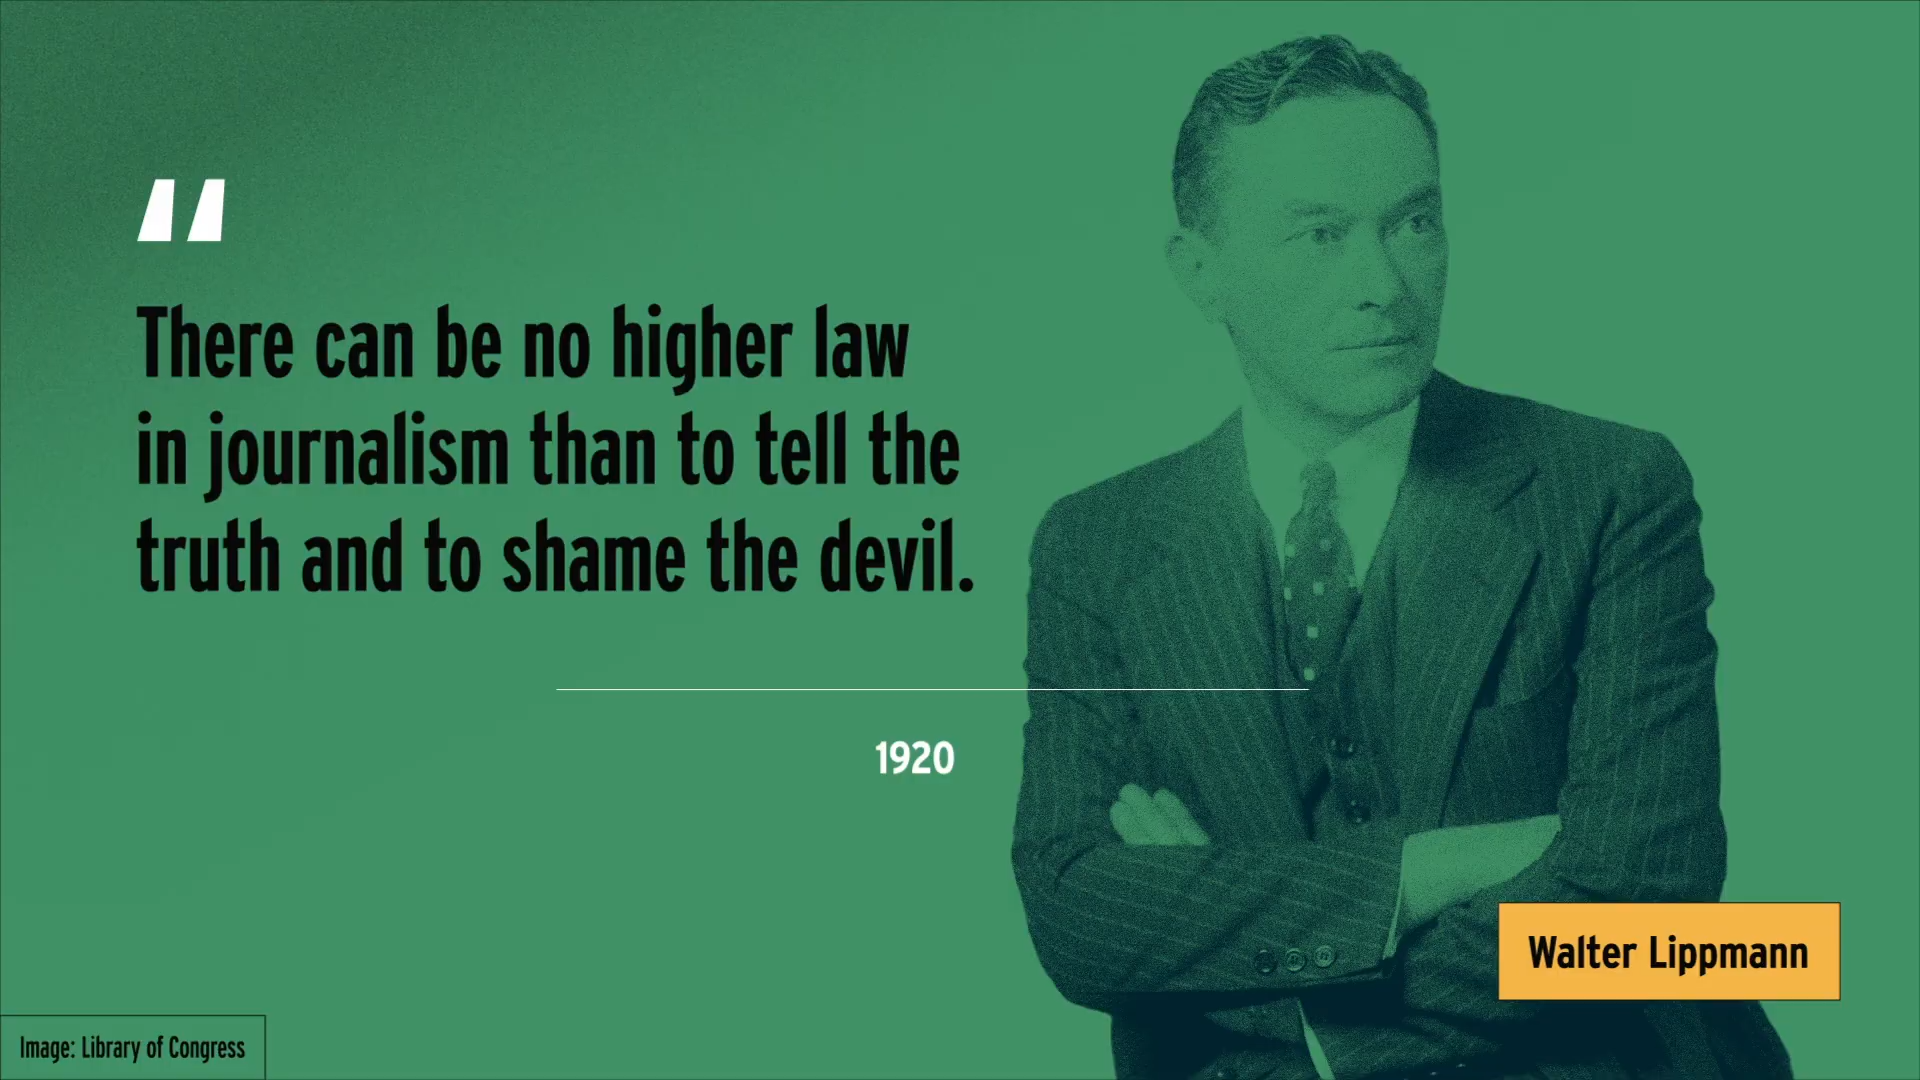 “
There can be no higher law
in journalism than to tell the
truth and to shame the devil.
1920
Walter Lippmann
Image: Library of Congress